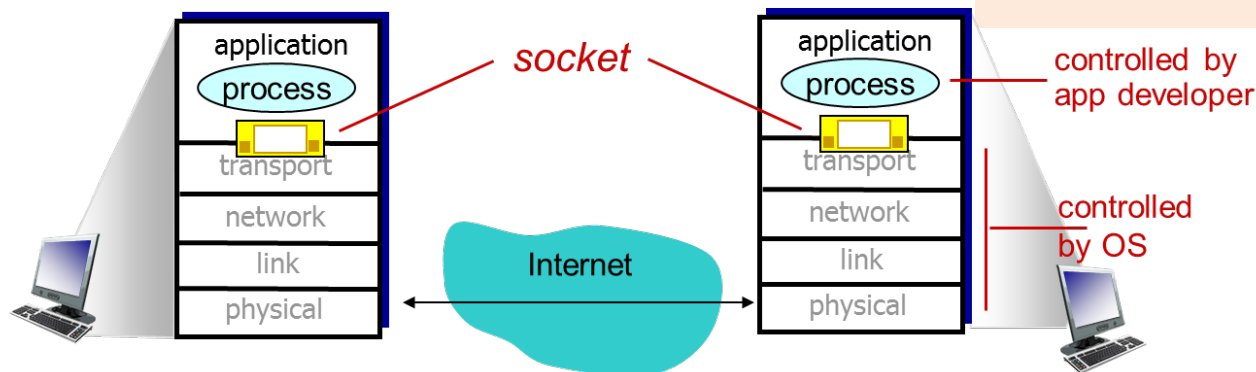 application
process
transport
network
link
physical
socket
Internet
application
process
transport
network
link
physical
controlled by
app developer
controlled
by OS